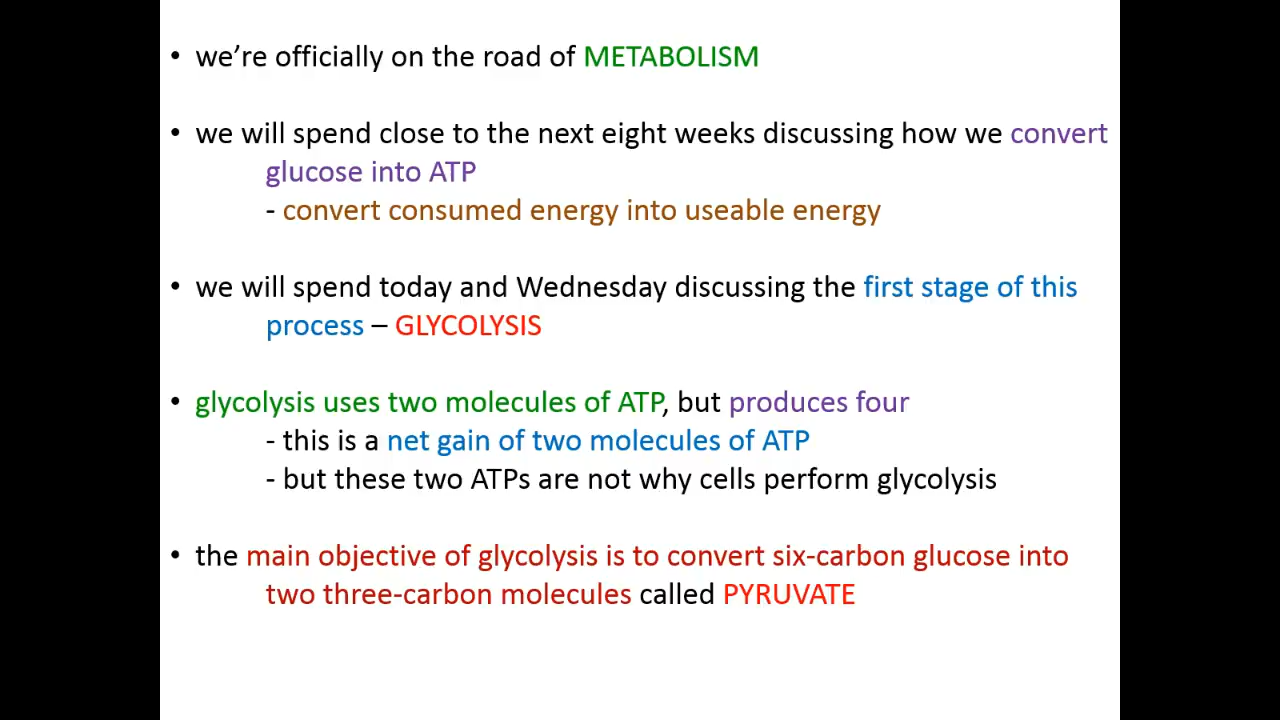 • we’re officially on the road of METABOLISM
• we will spend close to the next eight weeks discussing how we convert
glucose into ATP
- convert consumed energy into useable energy
• we will spend today and Wednesday discussing the first stage of this
process – GLYCOLYSIS
• glycolysis uses two molecules of ATP, but produces four
- this is a net gain of two molecules of ATP
- but these two ATPs are not why cells perform glycolysis
• the main objective of glycolysis is to convert six-carbon glucose into
two three-carbon molecules called PYRUVATE